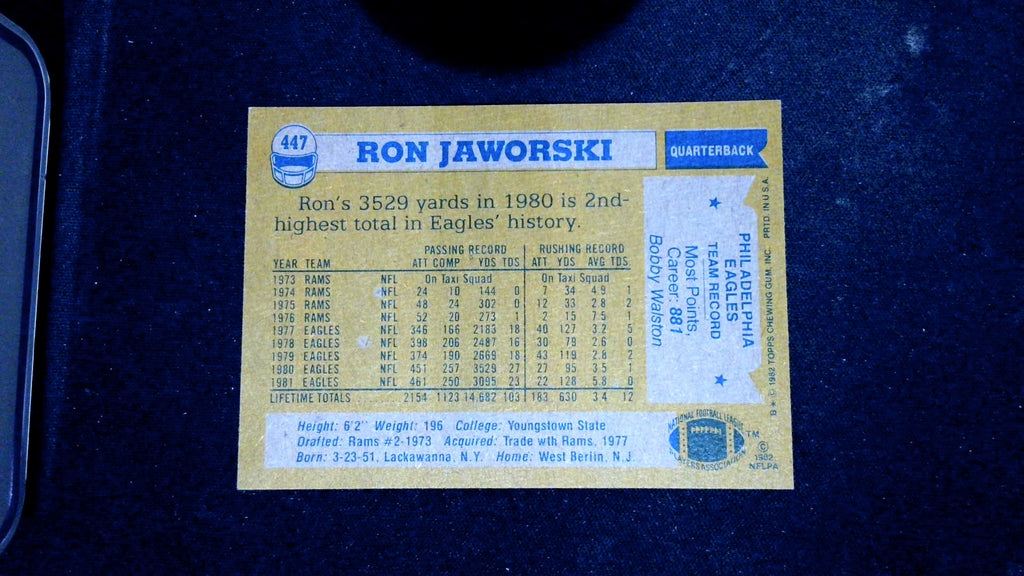 447
RON JAWORSKI
QUARTERBACK
Ron's 3529 yards in 1980 is 2nd-
highest total in Eagles' history.
PASSING RECORD RUSHING RECORD
YEAR TEAM ATT COMP YDS TDS ATT YDS AVG TDS
1973 RAMS NFL On Taxi Squad On Taxi Squad
1974 RAMS NFL 24 10 144 0 7 34 4.9 1
1975 RAMS NFL 48 24 302 0 12 33 2.8 2
1976 RAMS NFL 52 20 273 1 2 15 7.5 1
1977 EAGLES NFL 346 166 2183 18 40 127 3.2 5
1978 EAGLES NFL 398 206 2487 16 30 79 2.6 0
1979 EAGLES NFL 374 190 2669 18 43 119 2.8 2
1980 EAGLES NFL 451 257 3529 27 27 95 3.5 1
1981 EAGLES NFL 461 250 3095 23 22 128 5.8 0
LIFETIME TOTALS 2154 1123 14,682 103 183 630 3.4 12
Height: 6'2" Weight: 196 College: Youngstown State
Drafted: Rams #2-1973 Acquired: Trade wth Rams, 1977
Born: 3-23-51, Lackawanna, N.Y. Home: West Berlin, N.J.
PHILADELPHIA
EAGLES
TEAM RECORD
Most Points,
Career: 881
Bobby Walston
B* © 1982 TOPPS CHEWING GUM, INC. PRTD. IN U.S.A.
NATIONAL FOOTBALL LEAGUE
PLAYERS ASSOCIATION
TM
©
1982
NFLPA